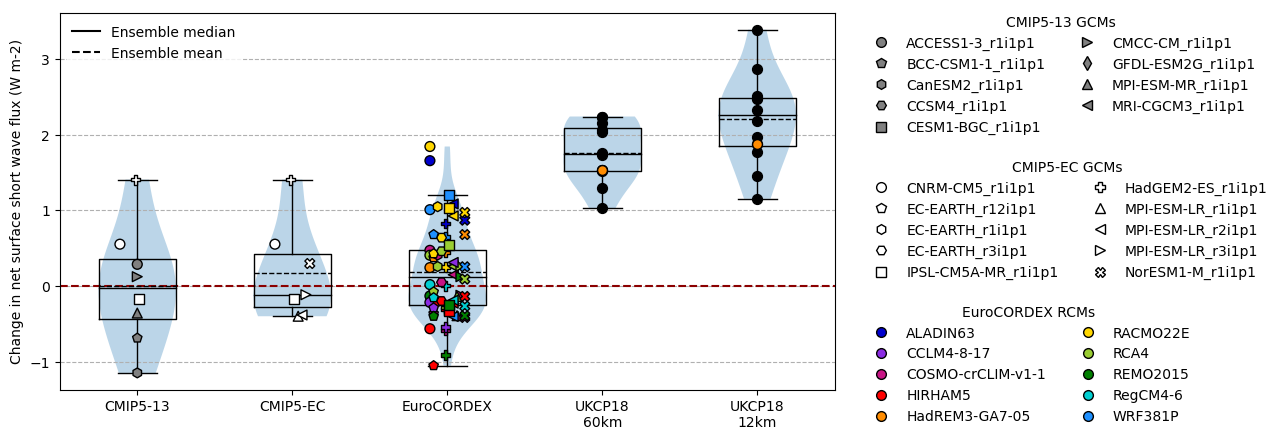 Change in net surface short wave flux (W m-2)
Ensemble median
Ensemble mean
3
2
1
0
−1
CMIP5-13
CMIP5-EC
EuroCORDEX
UKCP18
60km
UKCP18
12km
CMIP5-13 GCMs
ACCESS1-3_r1i1p1
BCC-CSM1-1_r1i1p1
CanESM2_r1i1p1
CCSM4_r1i1p1
CESM1-BGC_r1i1p1
CMCC-CM_r1i1p1
GFDL-ESM2G_r1i1p1
MPI-ESM-MR_r1i1p1
MRI-CGCM3_r1i1p1
CMIP5-EC GCMs
CNRM-CM5_r1i1p1
EC-EARTH_r12i1p1
EC-EARTH_r1i1p1
EC-EARTH_r3i1p1
IPSL-CM5A-MR_r1i1p1
HadGEM2-ES_r1i1p1
MPI-ESM-LR_r1i1p1
MPI-ESM-LR_r2i1p1
MPI-ESM-LR_r3i1p1
NorESM1-M_r1i1p1
EuroCORDEX RCMs
ALADIN63
CCLM4-8-17
COSMO-crCLIM-v1-1
HIRHAM5
HadREM3-GA7-05
RACMO22E
RCA4
REMO2015
RegCM4-6
WRF381P